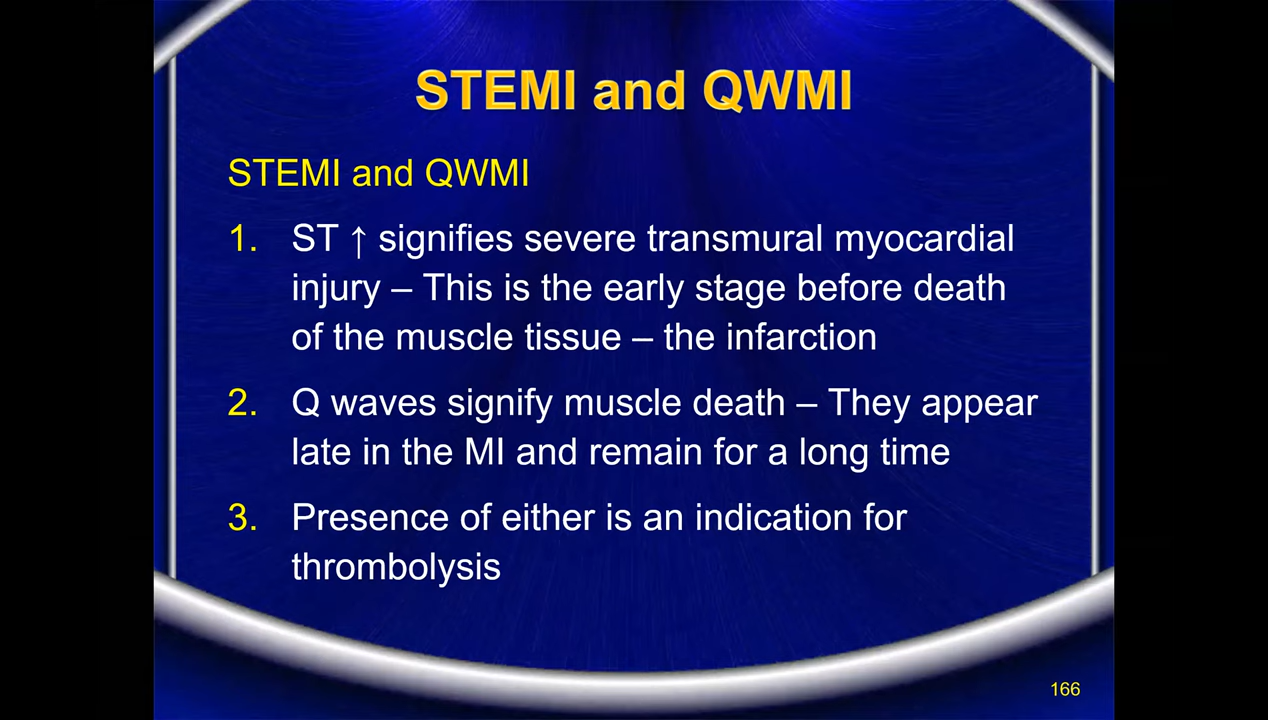 STEMI and QWMI
STEMI and QWMI
1. ST ↑ signifies severe transmural myocardial
injury – This is the early stage before death
of the muscle tissue – the infarction
2. Q waves signify muscle death – They appear
late in the MI and remain for a long time
3. Presence of either is an indication for
thrombolysis
166